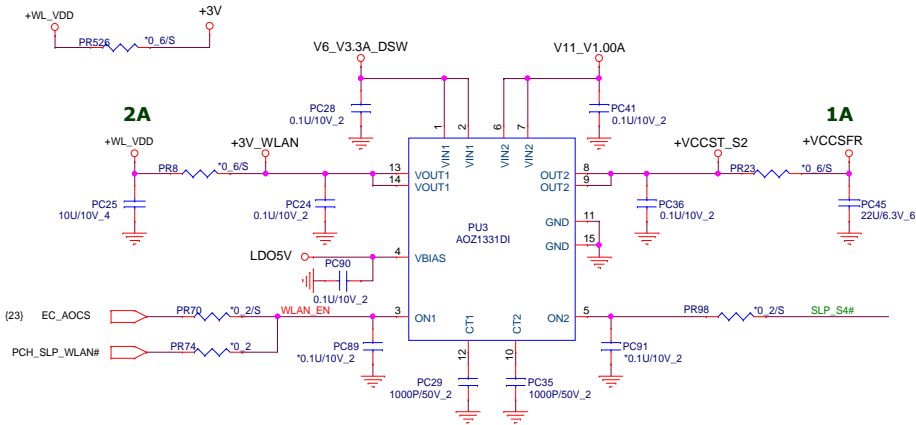 +WL_VDD
+3V
PR526
*0_6/S
V6_V3.3A_DSW
V11_V1.00A
2A
PC28
0.1U/10V_2
PC41
0.1U/10V_2
1A
1
2
6
7
+WL_VDD
+3V_WLAN
VIN1
VIN1
VIN2
VIN2
+VCCST_S2
+VCCSFR
PR8
*0_6/S
13
VOUT1
OUT2
8
PR23
*0_6/S
14
VOUT1
OUT2
9
PC25
10U/10V_4
PC24
0.1U/10V_2
PC36
0.1U/10V_2
PC45
22U/6.3V_6
PU3
AOZ1331DI
GND
11
GND
15
LDO5V
4
VBIAS
PC90
0.1U/10V_2
{23}
EC_AOCS
PR70
*0_2/S
WLAN_EN
3
ON1
ON2
5
PR98
*0_2/S
SLP_S4#
CT1
CT2
PCH_SLP_WLAN#
PR74
*0_2
PC89
*0.1U/10V_2
12
10
PC91
*0.1U/10V_2
PC29
1000P/50V_2
PC35
1000P/50V_2